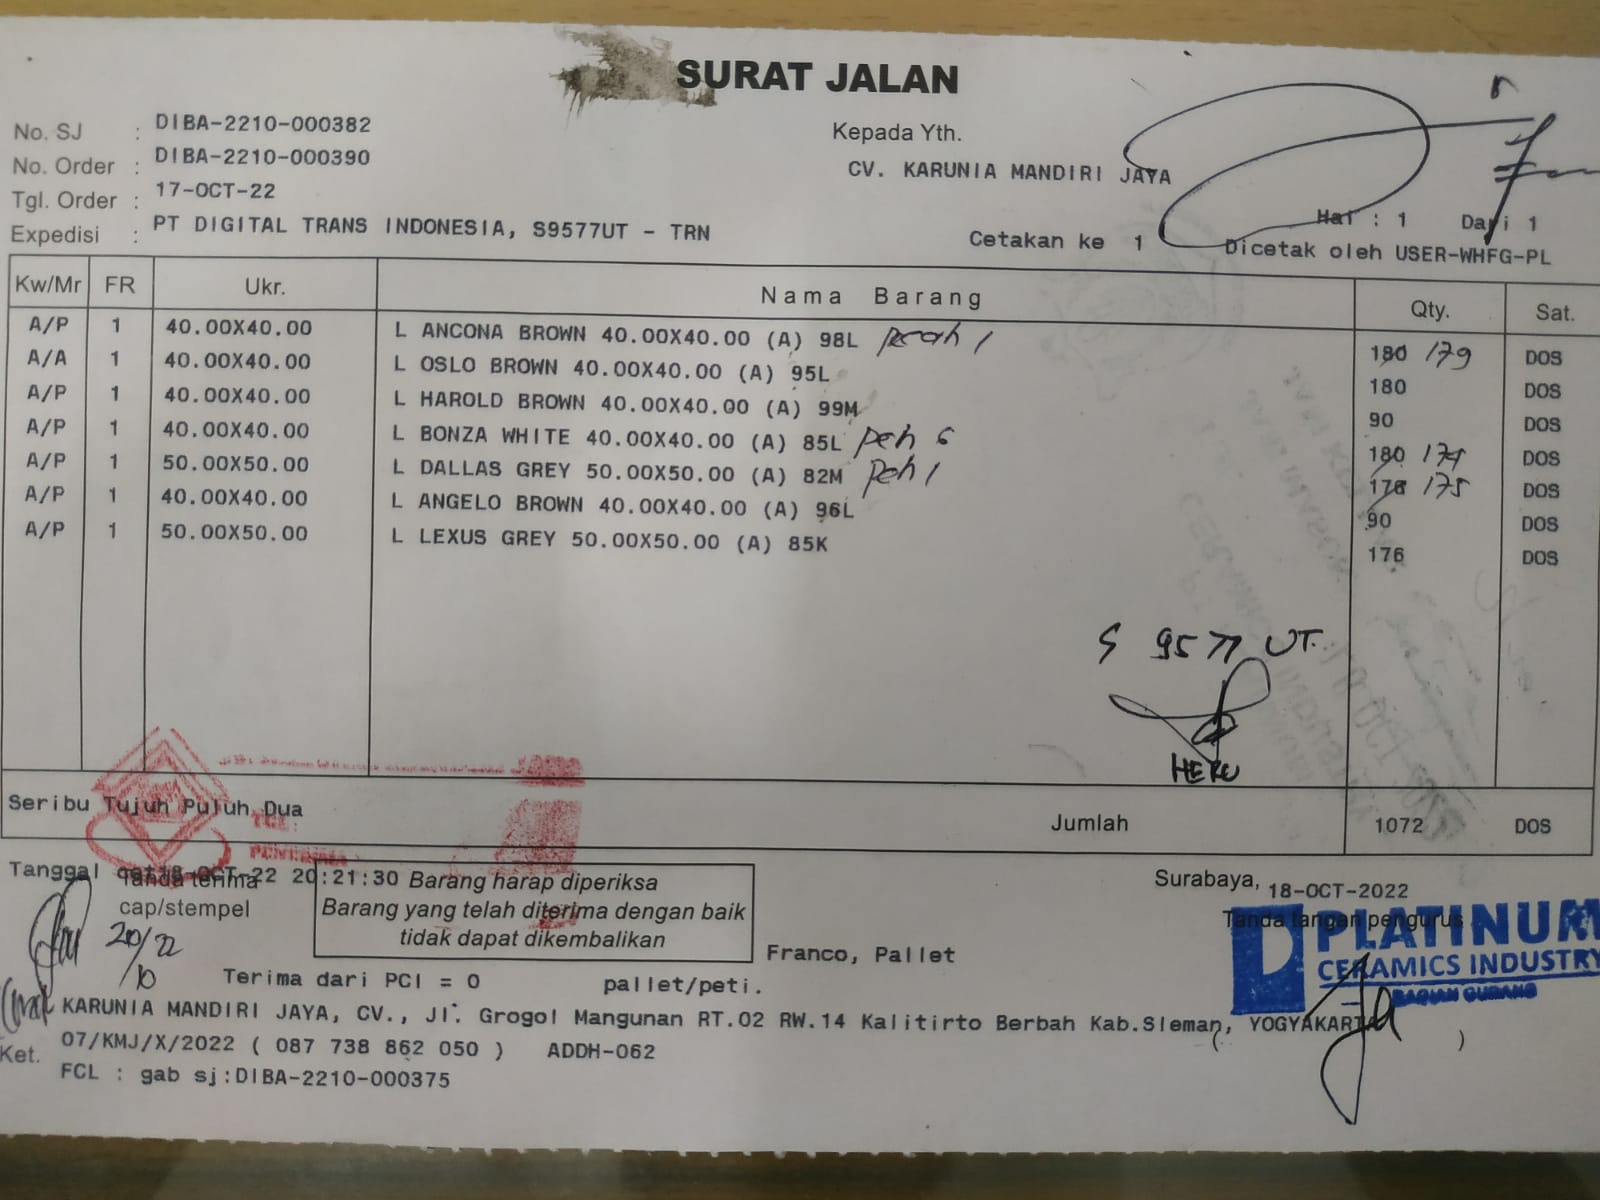 SURAT JALAN
No. SJ : DIBA-2210-000382
No. Order : DIBA-2210-000390
Tgl. Order : 17-OCT-22
Expedisi : PT DIGITAL TRANS INDONESIA, S9577UT - TRN
Kepada Yth.
CV. KARUNIA MANDIRI JAYA
Hal : 1 Dari 1
Cetakan ke 1 Dicetak oleh USER-WHFG-PL
Kw/Mr FR Ukr. Nama Barang Qty. Sat.
A/P 1 40.00X40.00 L ANCONA BROWN 40.00X40.00 (A) 98L 180 179 DOS
A/A 1 40.00X40.00 L OSLO BROWN 40.00X40.00 (A) 95L 180 DOS
A/P 1 40.00X40.00 L HAROLD BROWN 40.00X40.00 (A) 99M 90 DOS
A/P 1 40.00X40.00 L BONZA WHITE 40.00X40.00 (A) 85L 180 DOS
A/P 1 50.00X50.00 L DALLAS GREY 50.00X50.00 (A) 82M 176 175 DOS
A/P 1 40.00X40.00 L ANGELO BROWN 40.00X40.00 (A) 96L 90 DOS
A/P 1 50.00X50.00 L LEXUS GREY 50.00X50.00 (A) 85K 176 DOS
S 9577 UT.
HERU
Seribu Tujuh Puluh Dua Jumlah 1072 DOS
TGL :
PENERIMA :
Tanggal cet18-OCT-22 20:21:30
Tanda terima
cap/stempel
20/22
/10
Barang harap diperiksa
Barang yang telah diterima dengan baik
tidak dapat dikembalikan
Surabaya, 18-OCT-2022
Tanda tangan pengurus
PLATINUM
CERAMICS INDUSTRY
BAGIAN GUDANG
Franco, Pallet
Terima dari PCI = 0 pallet/peti.
KARUNIA MANDIRI JAYA, CV., Jl. Grogol Mangunan RT.02 RW.14 Kalitirto Berbah Kab.Sleman, YOGYAKARTA
( )
Ket. 07/KMJ/X/2022 ( 087 738 862 050 ) ADDH-062
FCL : gab sj:DIBA-2210-000375